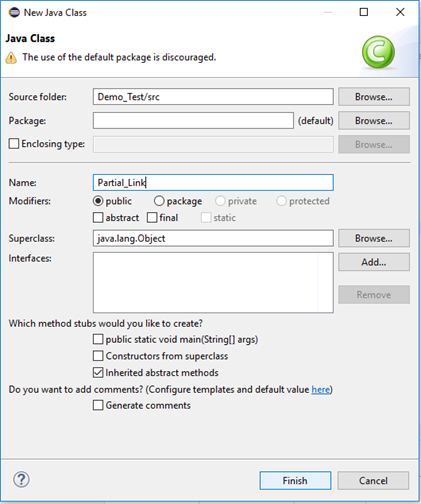 New Java Class
Java Class
The use of the default package is discouraged.
C
Source folder: Demo_Test/src Browse...
Package: (default) Browse...
Enclosing type: Browse...
Name: Partial_Link
Modifiers: public package private protected
abstract final static
Superclass: java.lang.Object Browse...
Interfaces: Add...
Remove
Which method stubs would you like to create?
public static void main(String[] args)
Constructors from superclass
Inherited abstract methods
Do you want to add comments? (Configure templates and default value here)
Generate comments
? Finish Cancel